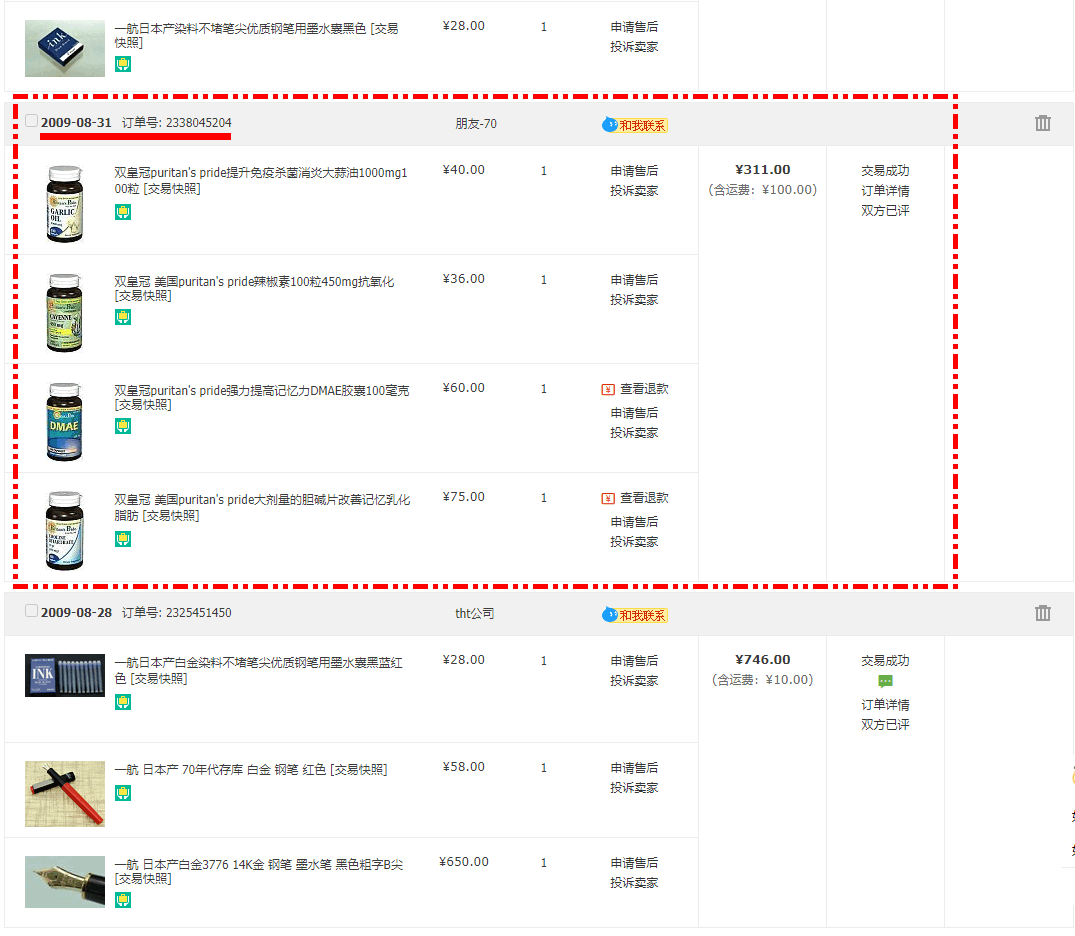 一航日本产染料不堵笔尖优质钢笔用墨水囊黑色 [交易
快照]
¥28.00
1
申请售后
投诉卖家
2009-08-31 订单号: 2338045204
朋友-70
和我联系
双皇冠puritan's pride提升免疫杀菌消炎大蒜油1000mg1
00粒 [交易快照]
¥40.00
1
申请售后
投诉卖家
¥311.00
(含运费: ¥100.00)
交易成功
订单详情
双方已评
GARLIC
OIL
双皇冠 美国puritan's pride辣椒素100粒450mg抗氧化
[交易快照]
¥36.00
1
申请售后
投诉卖家
CAYENNE
双皇冠puritan's pride强力提高记忆力DMAE胶囊100毫克
[交易快照]
¥60.00
1
查看退款
申请售后
投诉卖家
DMAE
双皇冠 美国puritan's pride大剂量的胆碱片改善记忆乳化
脂肪 [交易快照]
¥75.00
1
查看退款
申请售后
投诉卖家
2009-08-28 订单号: 2325451450
tht公司
和我联系
INK
一航日本产白金染料不堵笔尖优质钢笔用墨水囊黑蓝红
色 [交易快照]
¥28.00
1
申请售后
投诉卖家
¥746.00
(含运费: ¥10.00)
交易成功
订单详情
双方已评
一航 日本产 70年代存库 白金 钢笔 红色 [交易快照]
¥58.00
1
申请售后
投诉卖家
一航 日本产白金3776 14K金 钢笔 墨水笔 黑色粗字B尖
[交易快照]
¥650.00
1
申请售后
投诉卖家